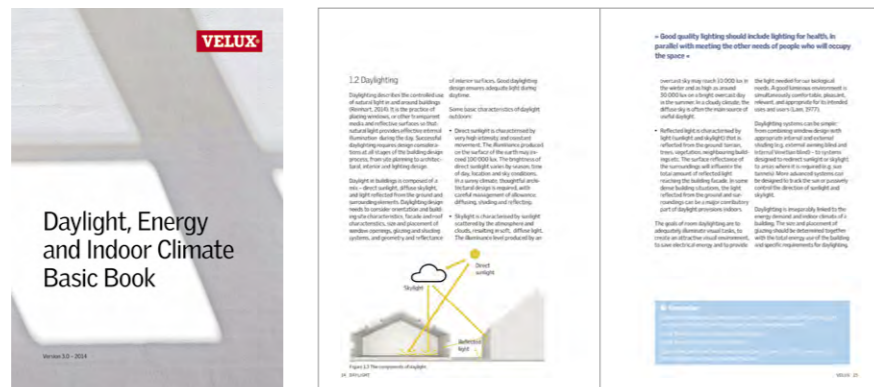 VELUX
Daylight, Energy
and Indoor Climate
Basic Book
Version 3.0 – 2014
1.2 Daylighting
Daylighting describes the controlled use
of natural light in and around buildings
(Reinhart, 2014). It is the practice of
placing windows, or other transparent
media and reflective surfaces so that
natural light provides effective internal
illumination during the day. Successful
daylighting requires design considera-
tions at all stages of the building design
process, from site planning to architec-
tural, interior and lighting design.
Daylight in buildings is composed of a
mix – direct sunlight, diffuse skylight,
and light reflected from the ground and
surrounding elements. Daylighting design
needs to consider orientation and build-
ing site characteristics, facade and roof
characteristics, size and placement of
window openings, glazing and shading
systems, and geometry and reflectance
of interior surfaces. Good daylighting
design ensures adequate light during
daytime.
Some basic characteristics of daylight
outdoors:
• Direct sunlight is characterised by
very high intensity and constant
movement. The illuminance produced
on the surface of the earth may ex-
ceed 100 000 lux. The brightness of
direct sunlight varies by season, time
of day, location and sky conditions.
In a sunny climate, thoughtful archi-
tectural design is required, with
careful management of allowance,
diffusing, shading and reflecting.
• Skylight is characterised by sunlight
scattered by the atmosphere and
clouds, resulting in soft, diffuse light.
The illuminance level produced by an
Direct
sunlight
Skylight
Reflected
light
Figure 1.3 The components of daylight.
14 DAYLIGHT
» Good quality lighting should include lighting for health, in
parallel with meeting the other needs of people who will occupy
the space «
overcast sky may reach 10 000 lux in
the winter and as high as around
30 000 lux on a bright overcast day
in the summer. In a cloudy climate, the
diffuse sky is often the main source of
useful daylight.
• Reflected light is characterised by
light (sunlight and skylight) that is
reflected from the ground: terrain,
trees, vegetation, neighbouring build-
ings etc. The surface reflectance of
the surroundings will influence the
total amount of reflected light
reaching the building facade. In some
dense building situations, the light
reflected from the ground and sur-
roundings can be a major contributory
part of daylight provisions indoors.
The goals of room daylighting are to
adequately illuminate visual tasks, to
create an attractive visual environment,
to save electrical energy and to provide
the light needed for our biological
needs. A good luminous environment is
simultaneously comfortable, pleasant,
relevant, and appropriate for its intended
uses and users (Lam, 1977).
Daylighting systems can be simple:
from combining window design with
appropriate internal and external
shading (e.g. external awning blind and
internal Venetian blind) – to systems
designed to redirect sunlight or skylight
to areas where it is required (e.g. sun
tunnels). More advanced systems can
be designed to track the sun or passively
control the direction of sunlight and
skylight.
Daylighting is inseparably linked to the
energy demand and indoor climate of a
building. The size and placement of
glazing should be determined together
with the total energy use of the building
and specific requirements for daylighting.
VELUX 15